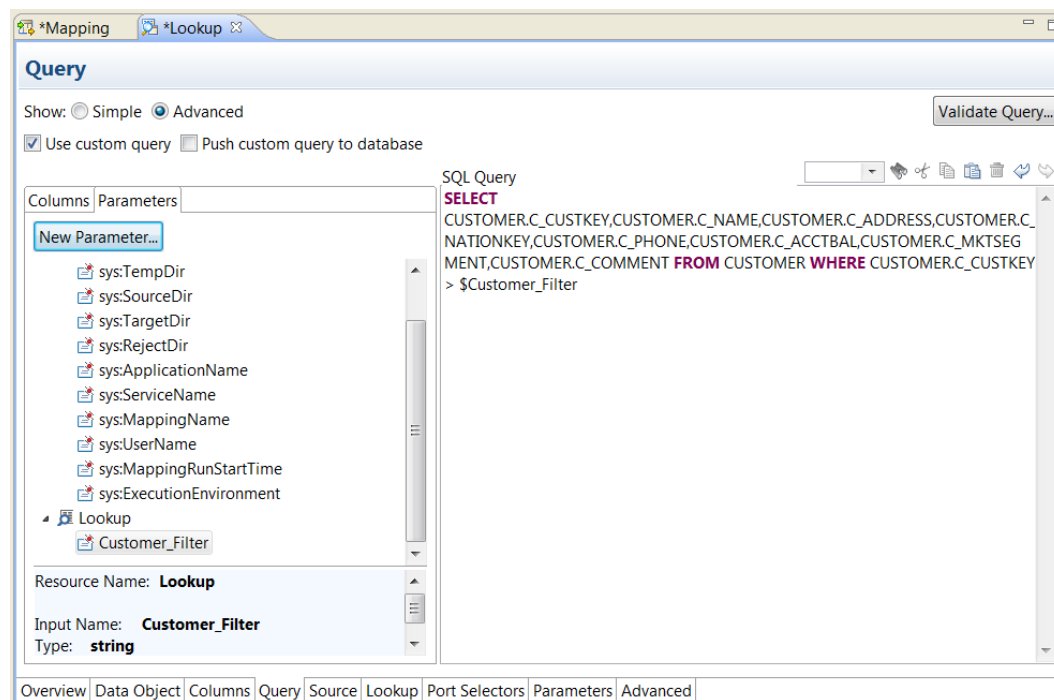 *Mapping *Lookup
Query
Show: Simple Advanced
Validate Query...
Use custom query Push custom query to database
SQL Query
Columns Parameters
New Parameter...
sys:TempDir
sys:SourceDir
sys:TargetDir
sys:RejectDir
sys:ApplicationName
sys:ServiceName
sys:MappingName
sys:UserName
sys:MappingRunStartTime
sys:ExecutionEnvironment
Lookup
Customer_Filter
Resource Name: Lookup
Input Name: Customer_Filter
Type: string
SELECT
CUSTOMER.C_CUSTKEY,CUSTOMER.C_NAME,CUSTOMER.C_ADDRESS,CUSTOMER.C_
NATIONKEY,CUSTOMER.C_PHONE,CUSTOMER.C_ACCTBAL,CUSTOMER.C_MKTSEG
MENT,CUSTOMER.C_COMMENT FROM CUSTOMER WHERE CUSTOMER.C_CUSTKEY
> $Customer_Filter
Overview Data Object Columns Query Source Lookup Port Selectors Parameters Advanced